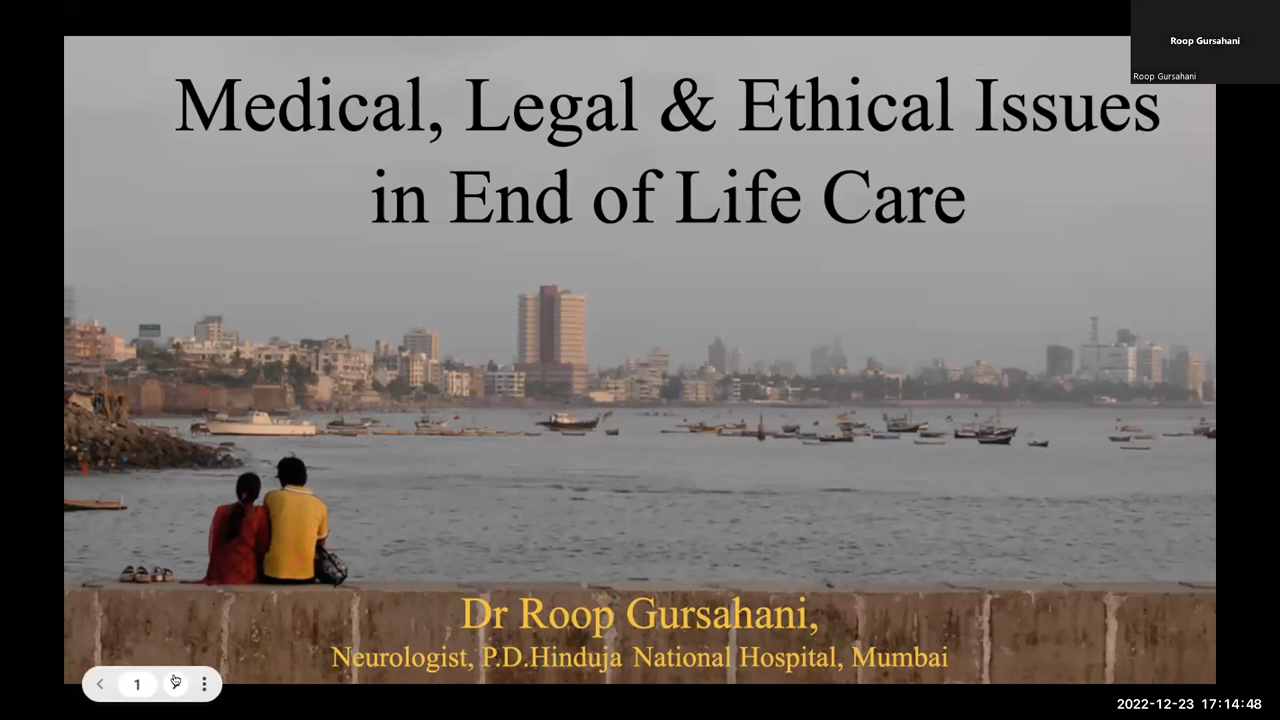 Roop Gursahani
Roop Gursahani
Medical, Legal & Ethical Issues
in End of Life Care
Dr Roop Gursahani,
Neurologist, P.D.Hinduja National Hospital, Mumbai
1
2022-12-23 17:14:48